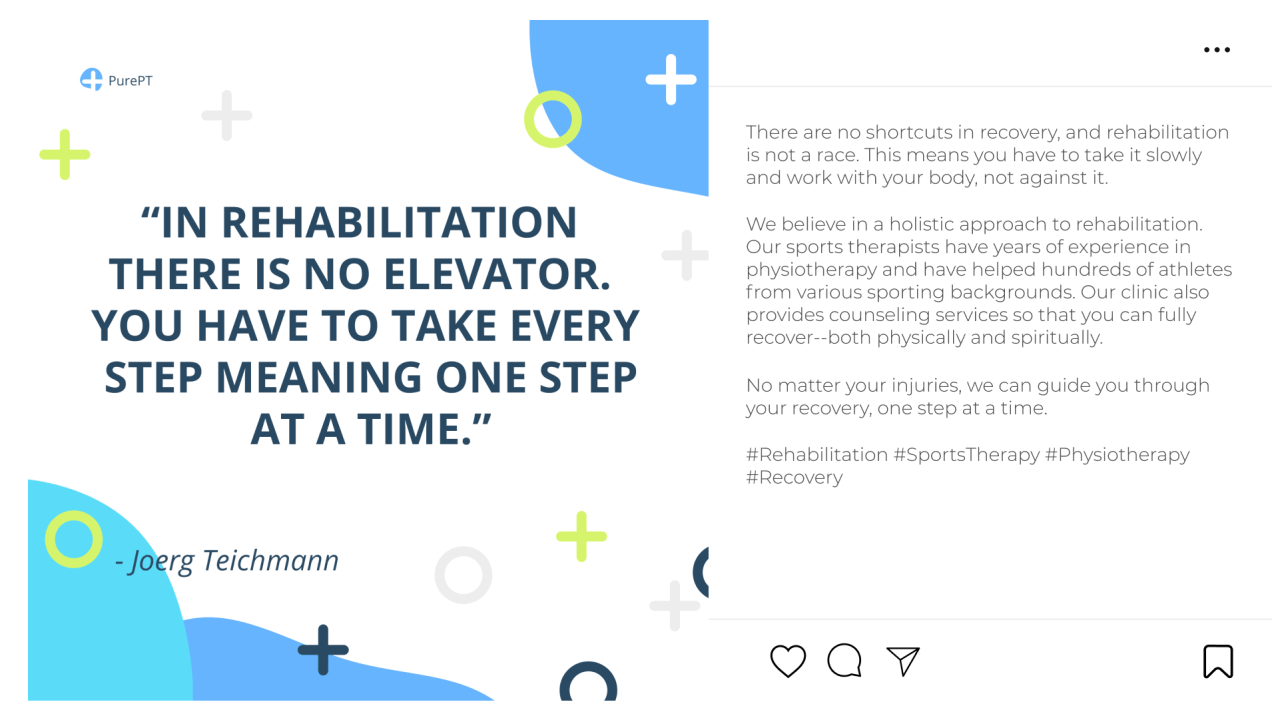 PurePT
“IN REHABILITATION
THERE IS NO ELEVATOR.
YOU HAVE TO TAKE EVERY
STEP MEANING ONE STEP
AT A TIME.”
- Joerg Teichmann
There are no shortcuts in recovery, and rehabilitation
is not a race. This means you have to take it slowly
and work with your body, not against it.
We believe in a holistic approach to rehabilitation.
Our sports therapists have years of experience in
physiotherapy and have helped hundreds of athletes
from various sporting backgrounds. Our clinic also
provides counseling services so that you can fully
recover--both physically and spiritually.
No matter your injuries, we can guide you through
your recovery, one step at a time.
#Rehabilitation #SportsTherapy #Physiotherapy
#Recovery